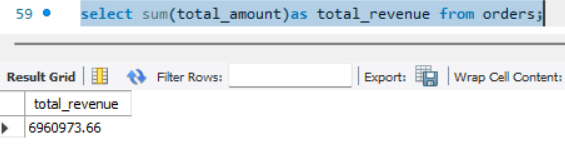 59 select sum(total_amount)as total_revenue from orders;
Result Grid Filter Rows: Export: Wrap Cell Content:
total_revenue
6960973.66